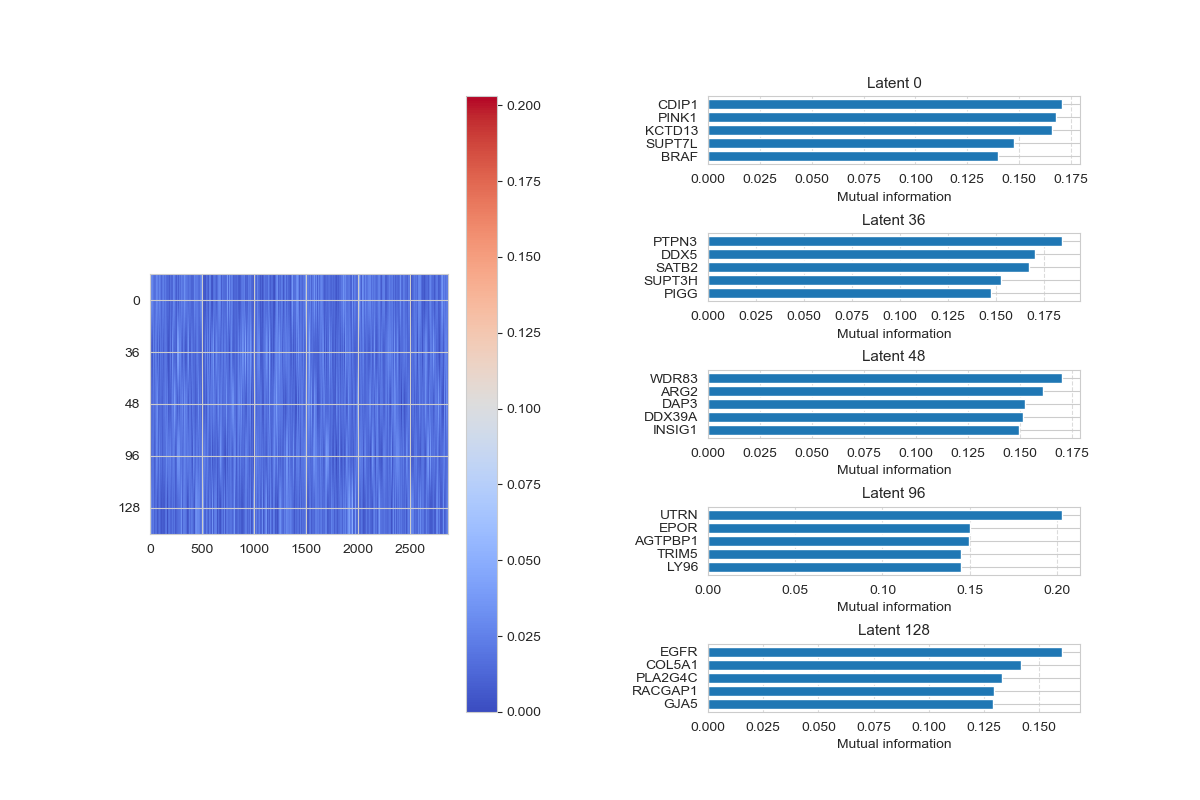 0.200
0.175
0.150
0.125
0.100
0.075
0.050
0.025
0.000
0
36
48
96
128
0 500 1000 1500 2000 2500
Latent 0
CDIP1
PINK1
KCTD13
SUPT7L
BRAF
0.000 0.025 0.050 0.075 0.100 0.125 0.150 0.175
Mutual information
Latent 36
PTPN3
DDX5
SATB2
SUPT3H
PIGG
0.000 0.025 0.050 0.075 0.100 0.125 0.150 0.175
Mutual information
Latent 48
WDR83
ARG2
DAP3
DDX39A
INSIG1
0.000 0.025 0.050 0.075 0.100 0.125 0.150 0.175
Mutual information
Latent 96
UTRN
EPOR
AGTPBP1
TRIM5
LY96
0.00 0.05 0.10 0.15 0.20
Mutual information
Latent 128
EGFR
COL5A1
PLA2G4C
RACGAP1
GJA5
0.000 0.025 0.050 0.075 0.100 0.125 0.150
Mutual information